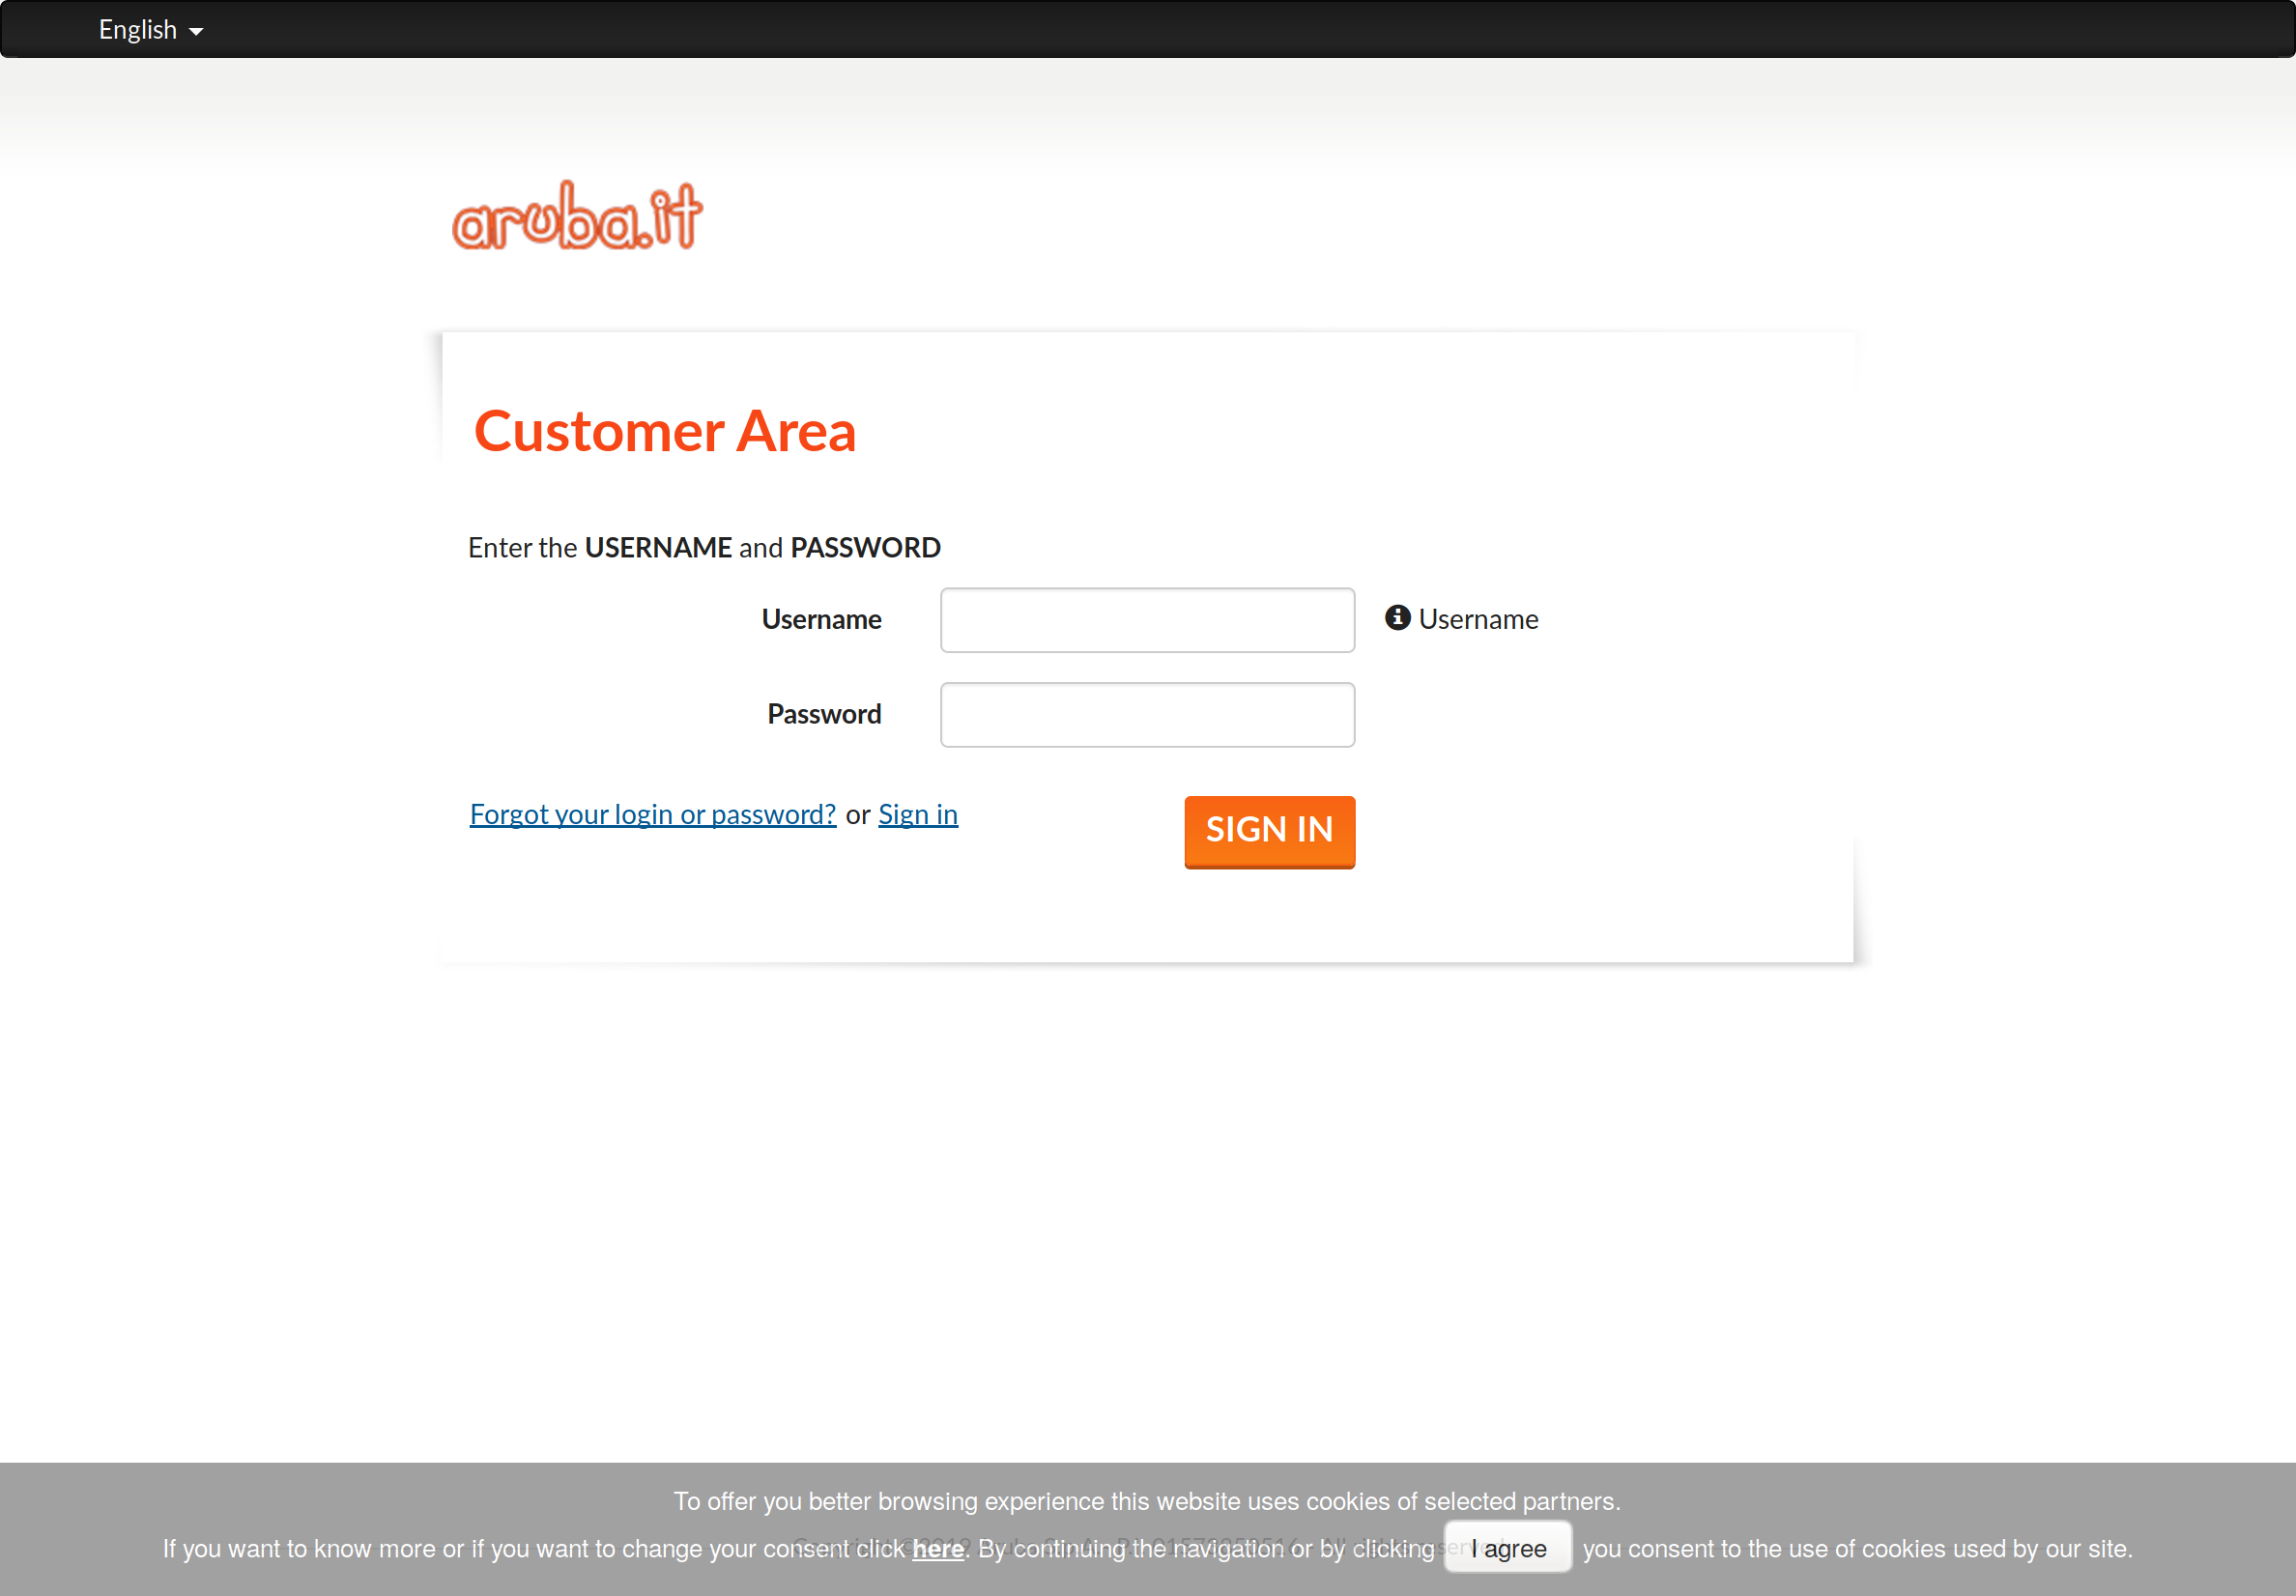 English
aruba.it
Customer Area
Enter the USERNAME and PASSWORD
Username
Username
Password
Forgot your login or password? or Sign in
SIGN IN
To offer you better browsing experience this website uses cookies of selected partners.
If you want to know more or if you want to change your consent click here. By continuing the navigation or by clicking I agree you consent to the use of cookies used by our site.